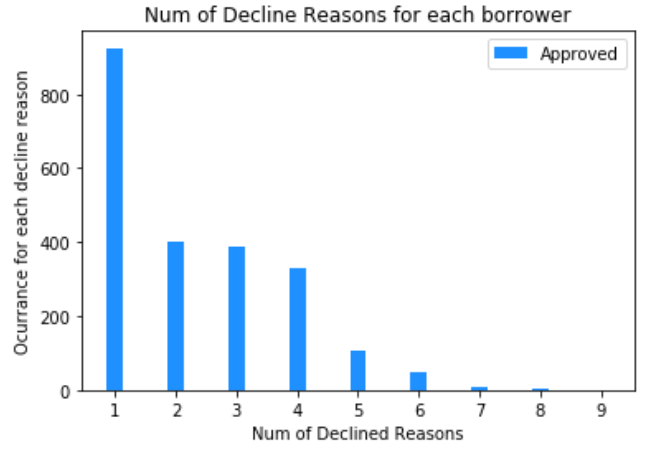 Num of Decline Reasons for each borrower
Approved
Ocurrance for each decline reason
800
600
400
200
0
1 2 3 4 5 6 7 8 9
Num of Declined Reasons